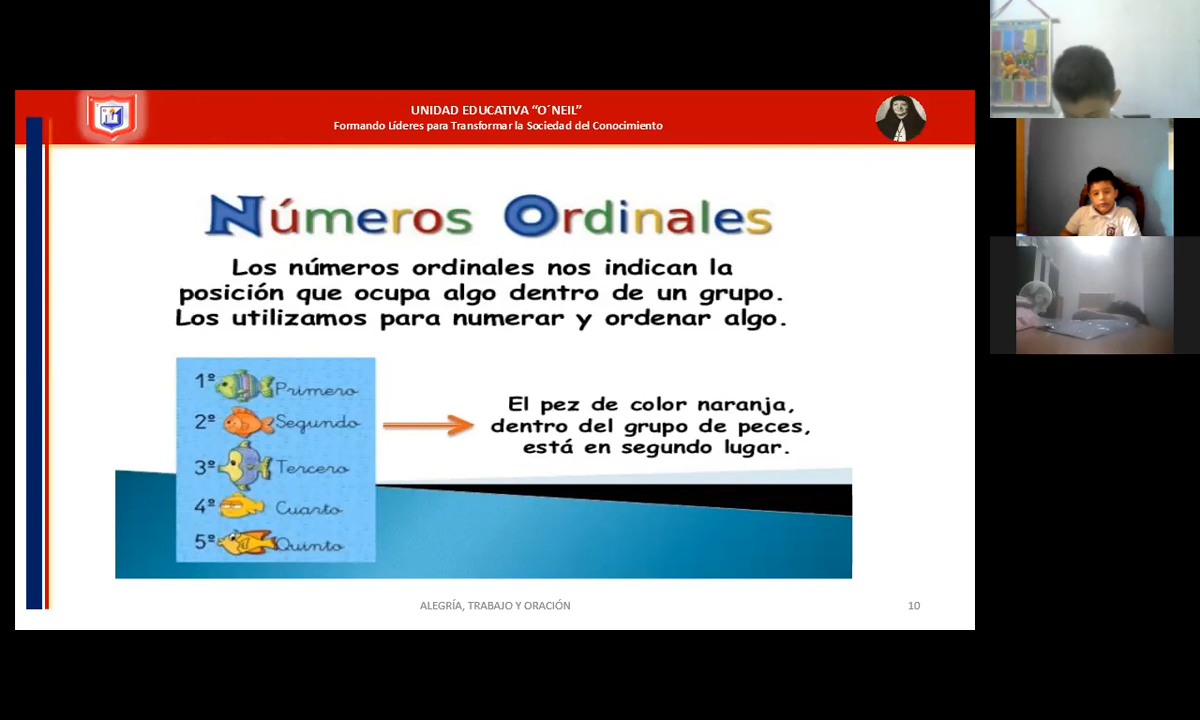 UNIDAD EDUCATIVA “O´NEIL”
Formando Líderes para Transformar la Sociedad del Conocimiento
Números Ordinales
Los números ordinales nos indican la
posición que ocupa algo dentro de un grupo.
Los utilizamos para numerar y ordenar algo.
1º Primero
2º Segundo
3º Tercero
4º Cuarto
5º Quinto
El pez de color naranja,
dentro del grupo de peces,
está en segundo lugar.
ALEGRÍA, TRABAJO Y ORACIÓN
10